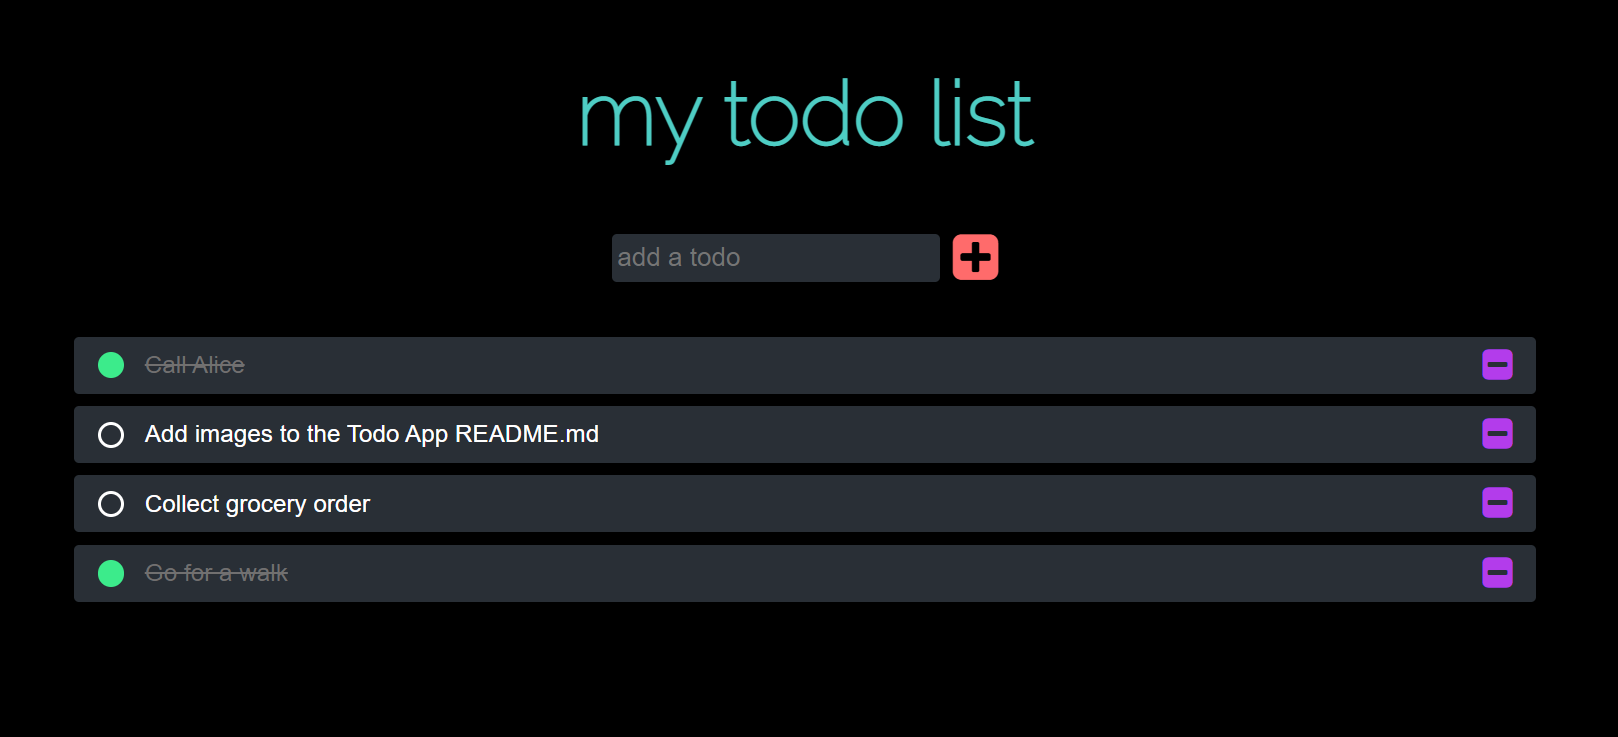 my todo list
add a todo
Call Alice
Add images to the Todo App README.md
Collect grocery order
Go for a walk